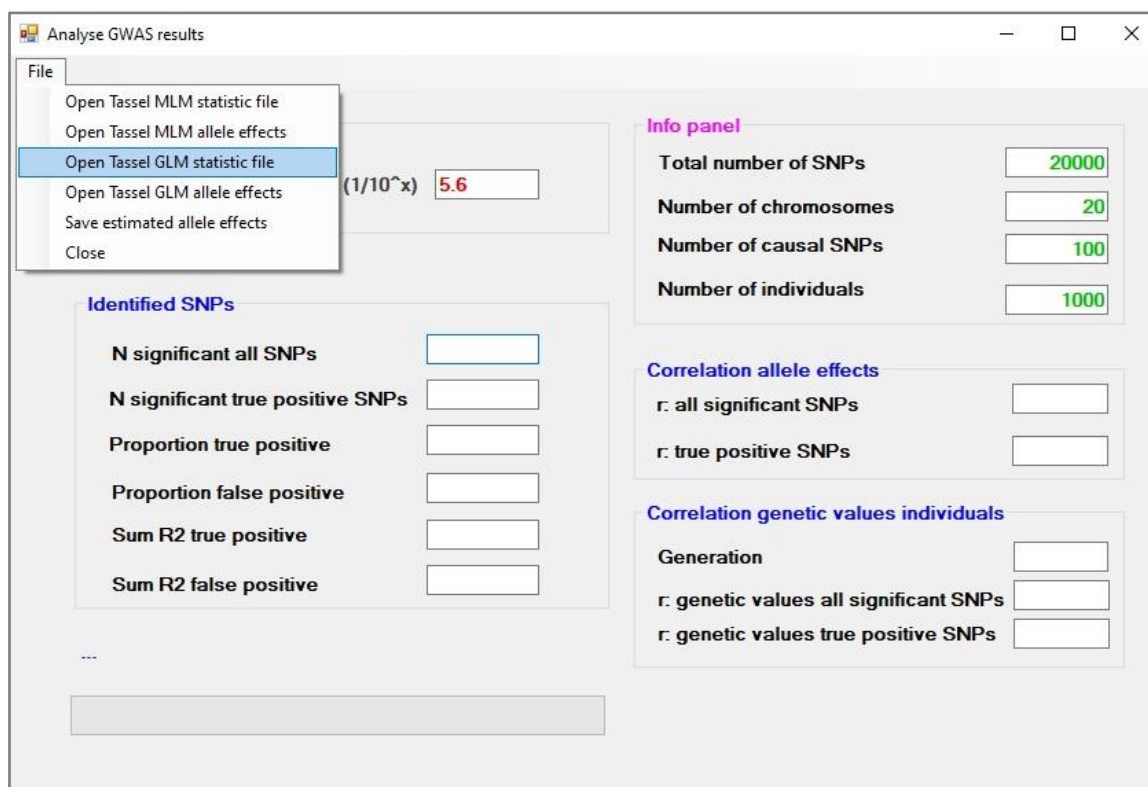 Analyse GWAS results
File
Open Tassel MLM statistic file
Open Tassel MLM allele effects
Open Tassel GLM statistic file
Open Tassel GLM allele effects
Save estimated allele effects
Close
(1/10^x) 5.6
Identified SNPs
N significant all SNPs
N significant true positive SNPs
Proportion true positive
Proportion false positive
Sum R2 true positive
Sum R2 false positive
---
Info panel
Total number of SNPs 20000
Number of chromosomes 20
Number of causal SNPs 100
Number of individuals 1000
Correlation allele effects
r: all significant SNPs
r: true positive SNPs
Correlation genetic values individuals
Generation
r: genetic values all significant SNPs
r: genetic values true positive SNPs